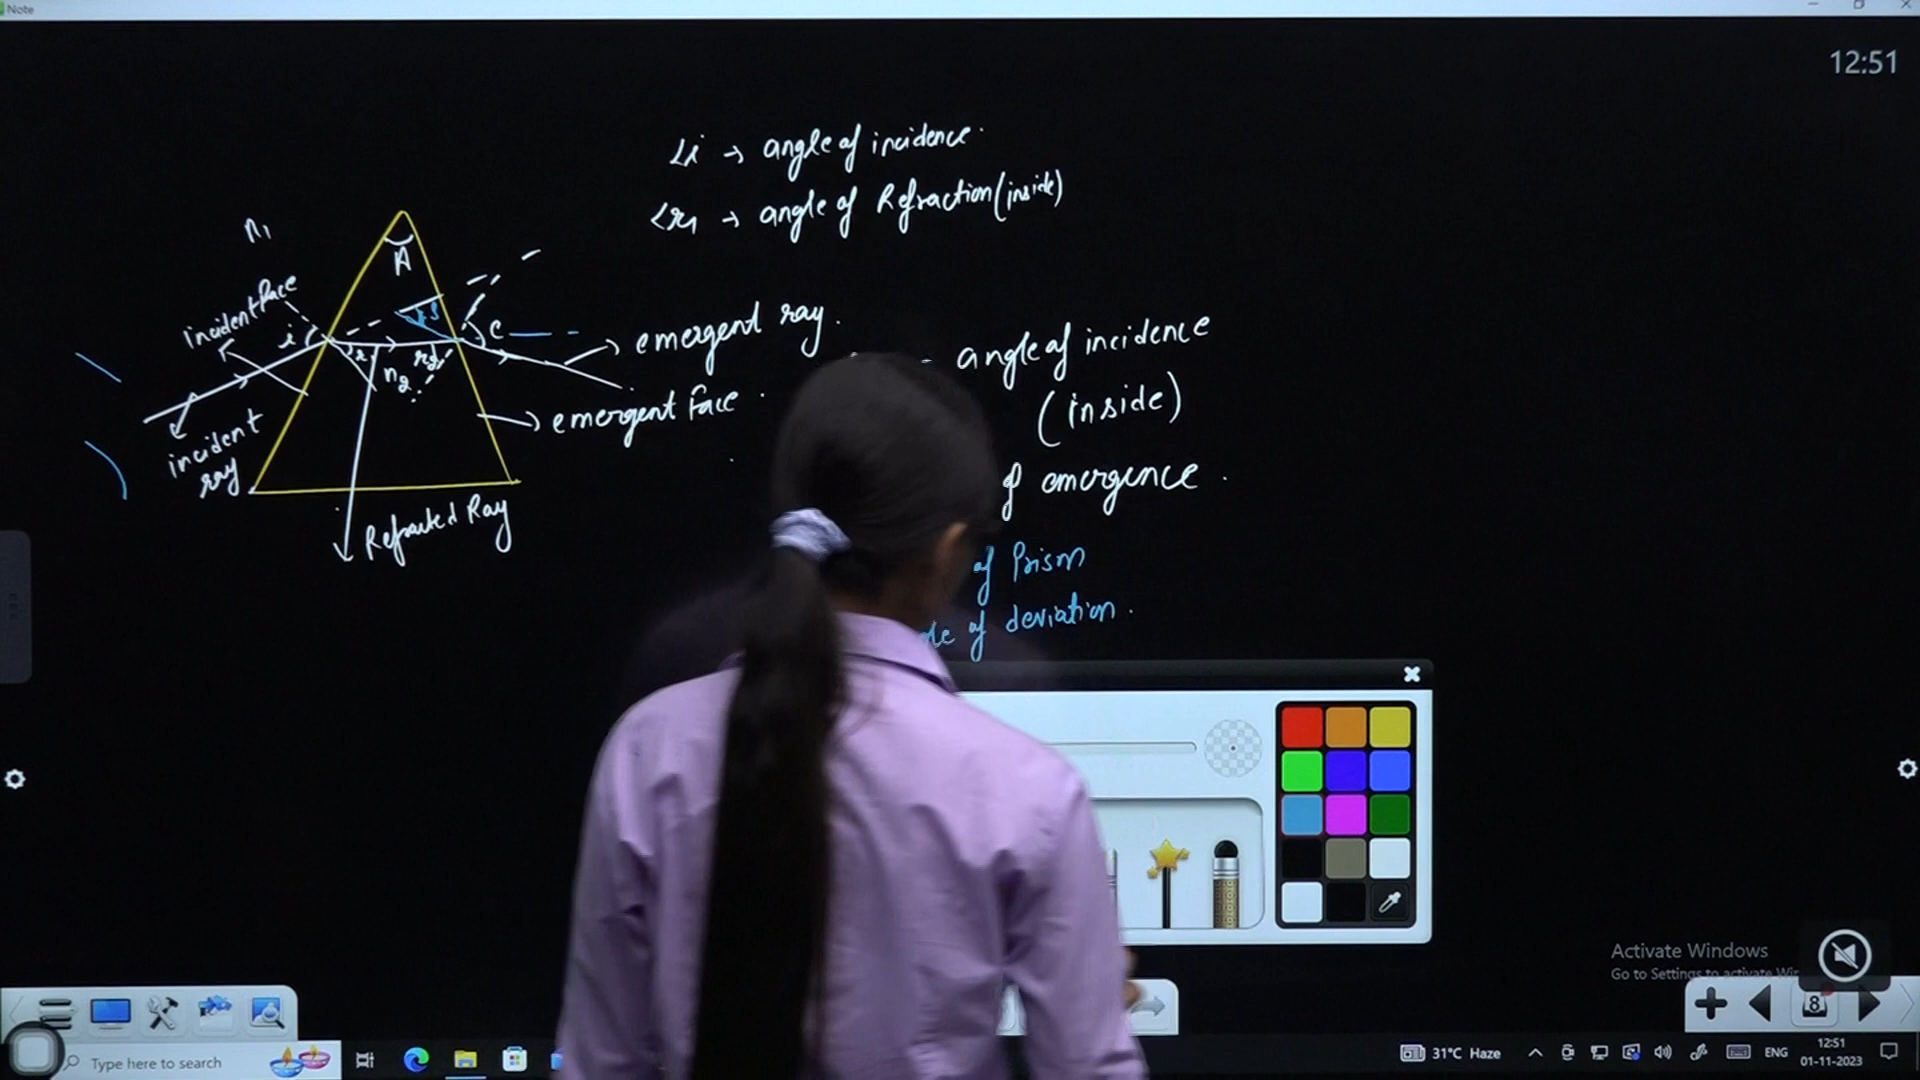 Note
12:51
∠i → angle of incidence.
∠r1 → angle of Refraction (inside)
n1
A
incident face
i
δ
e
r
r2
n2
emergent ray.
emergent face.
incident
ray
Refracted Ray
angle of incidence
(inside)
of emergence.
of Prism
of deviation.
Activate Windows
Go to Settings to activate Win
8
Type here to search
31°C Haze
ENG
12:51
01-11-2023